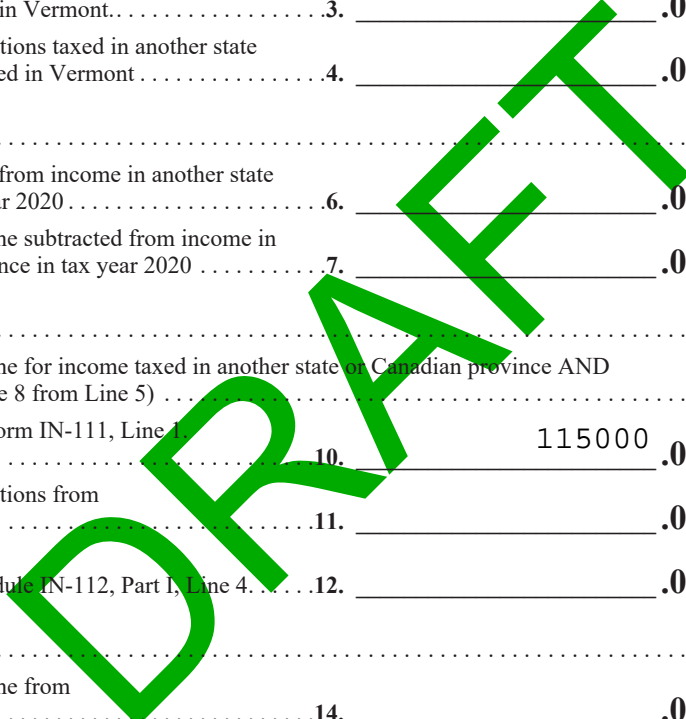 in Vermont. . . . . . . . . . . . . . . . . . . . . . . . . . . . . . . .3. .0
tions taxed in another state
ed in Vermont . . . . . . . . . . . . . . . . . . . . . . . . . . .4. .0
. . . . . . . . . . . . . . . . . . . . . . . . . . . . . . . . . . . . . . . . . . . . . . . . . . . . . . . . . . . .
from income in another state
r 2020 . . . . . . . . . . . . . . . . . . . . . . . . . . . . . . . . . . . . . .6. .0
ne subtracted from income in
nce in tax year 2020 . . . . . . . . . . . . . . . . . . .7. .0
. . . . . . . . . . . . . . . . . . . . . . . . . . . . . . . . . . . . . . . . . . . . . . . . . . . . . . . . . . . .
ne for income taxed in another state or Canadian province AND
e 8 from Line 5) . . . . . . . . . . . . . . . . . . . . . . . . . . . . . . . . . . . . . . . . . . . . . . . .
orm IN-111, Line 1.
. . . . . . . . . . . . . . . . . . . . . . . . . . . . . . . . . . . . . . . . . .10. 115000 .0
tions from
. . . . . . . . . . . . . . . . . . . . . . . . . . . . . . . . . . . . . . . . . .11. .0
dule IN-112, Part I, Line 4. . . . . .12. .0
. . . . . . . . . . . . . . . . . . . . . . . . . . . . . . . . . . . . . . . . . . . . . . . . . . . . . . . . . . . .
ne from
. . . . . . . . . . . . . . . . . . . . . . . . . . . . . . . . . . . . . . . . . .14. .0
DRAFT